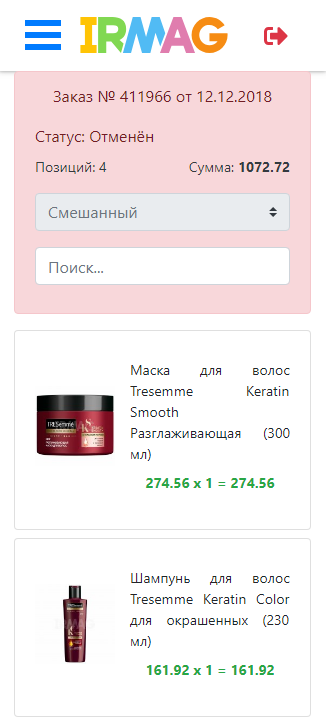 IRMAG
Заказ № 411966 от 12.12.2018
Статус: Отменён
Позиций: 4 Сумма: 1072.72
Смешанный
Поиск...
Маска для волос
Tresemme Keratin
Smooth
Разглаживающая (300
мл)
TRESemmé
274.56 x 1 = 274.56
Шампунь для волос
Tresemme Keratin Color
для окрашенных (230
мл)
161.92 x 1 = 161.92